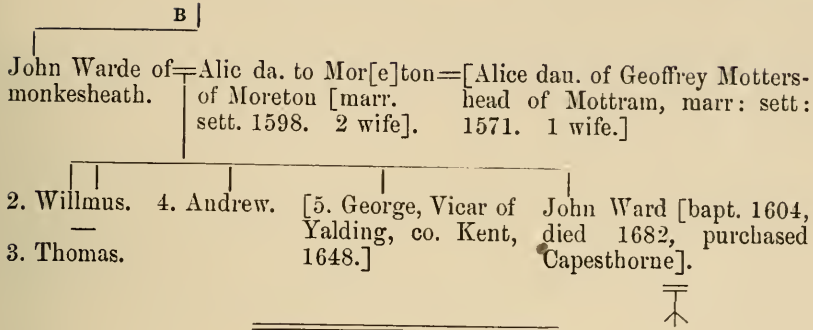 B
John Warde of=Alic da. to Mor[e]ton=[Alice dau. of Geoffrey Motters-
monkesheath. of Moreton [marr. head of Mottram, marr: sett:
sett. 1598. 2 wife]. 1571. 1 wife.]
2. Willmus. 4. Andrew. [5. George, Vicar of John Ward [bapt. 1604,
Yalding, co. Kent, died 1682, purchased
3. Thomas. 1648.] Capesthorne].